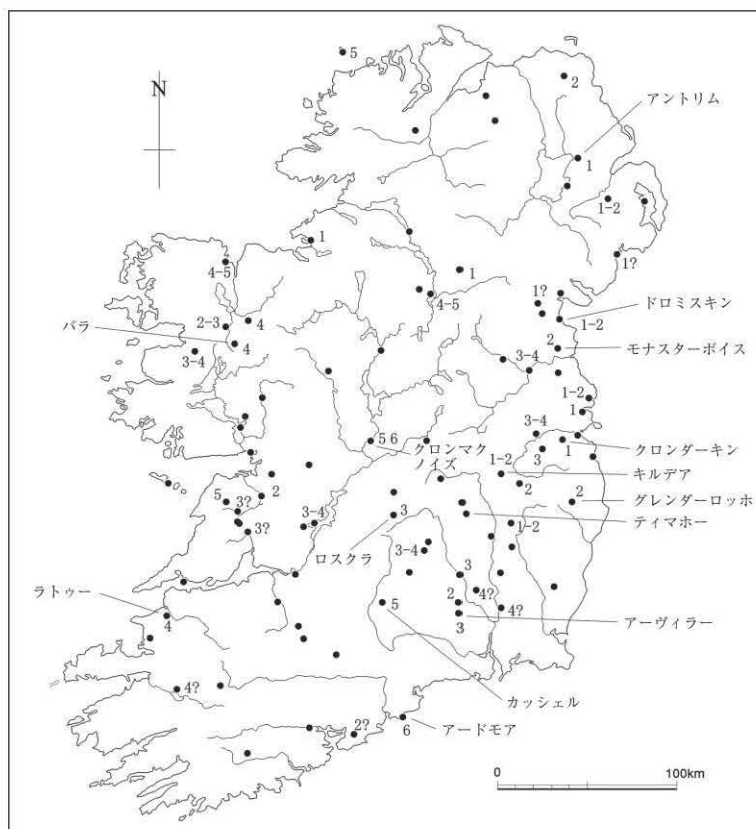 5
N
2
アントリム
1
1-2
1
1?
1
4-5
1?
4-5
ドロミスキン
1-2
バラ
2-3
4
4
3-4
2
モナスターボイス
3-4
1-2
1
3-4
1
クロンダーキン
3
5 6
クロンマク
ノイズ
1-2
キルデア
2
2
グレンダーロッホ
2
5
3?
3?
3-4
3
ティマホー
1-2
ロスクラ
3-4
3
4?
ラトゥー
4
5
2
4?
3
アーヴィラー
カッシェル
4?
2?
6
アードモア
0
100km